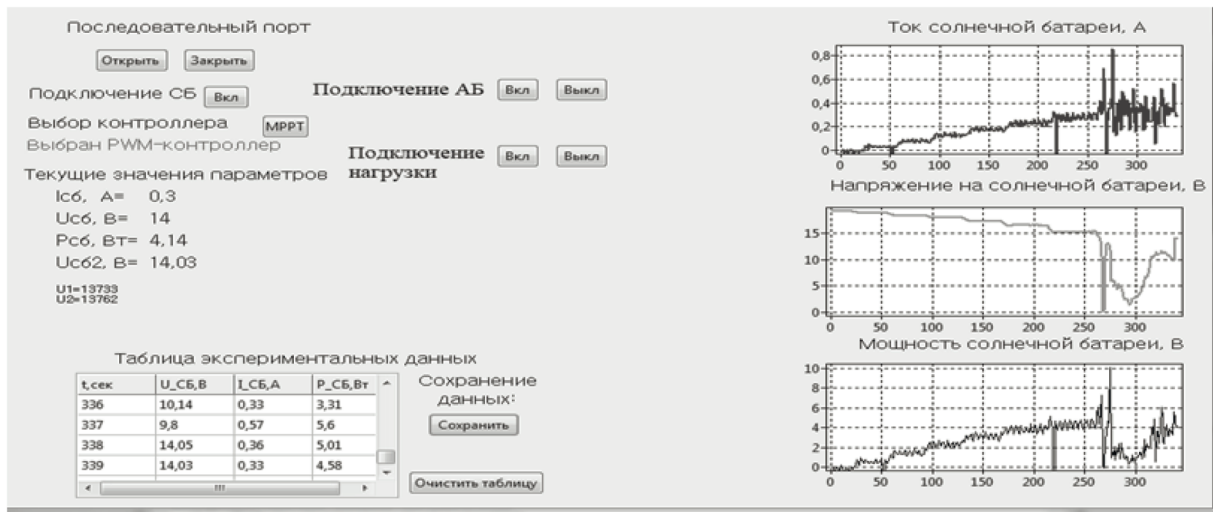 Последовательный порт
Открыть Закрыть
Подключение СБ Вкл
Подключение АБ Вкл Выкл
Выбор контроллера MPPT
Выбран PWM-контроллер
Подключение нагрузки Вкл Выкл
Текущие значения параметров
Iсб, А= 0,3
Uсб, В= 14
Pсб, Вт= 4,14
Uсб2, В= 14,03
U1=13733
U2=13762
Таблица экспериментальных данных
t,сек U_СБ,В I_СБ,А P_СБ,Вт
336 10,14 0,33 3,31
337 9,8 0,57 5,6
338 14,05 0,36 5,01
339 14,03 0,33 4,58
Сохранение
данных:
Сохранить
Очистить таблицу
Ток солнечной батареи, А
0,8
0,6
0,4
0,2
0
0 50 100 150 200 250 300
Напряжение на солнечной батареи, В
15
10
5
0
0 50 100 150 200 250 300
Мощность солнечной батареи, В
10
8
6
4
2
0
0 50 100 150 200 250 300